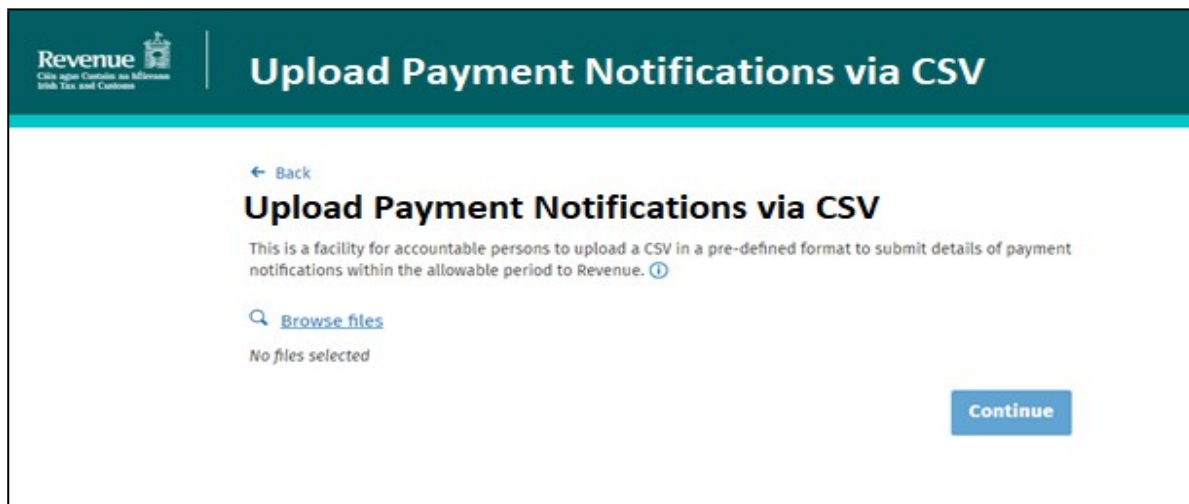 Revenue
Cáin agus Custaim na hÉireann
Irish Tax and Customs
Upload Payment Notifications via CSV
← Back
Upload Payment Notifications via CSV
This is a facility for accountable persons to upload a CSV in a pre-defined format to submit details of payment
notifications within the allowable period to Revenue. ⓘ
Browse files
No files selected
Continue